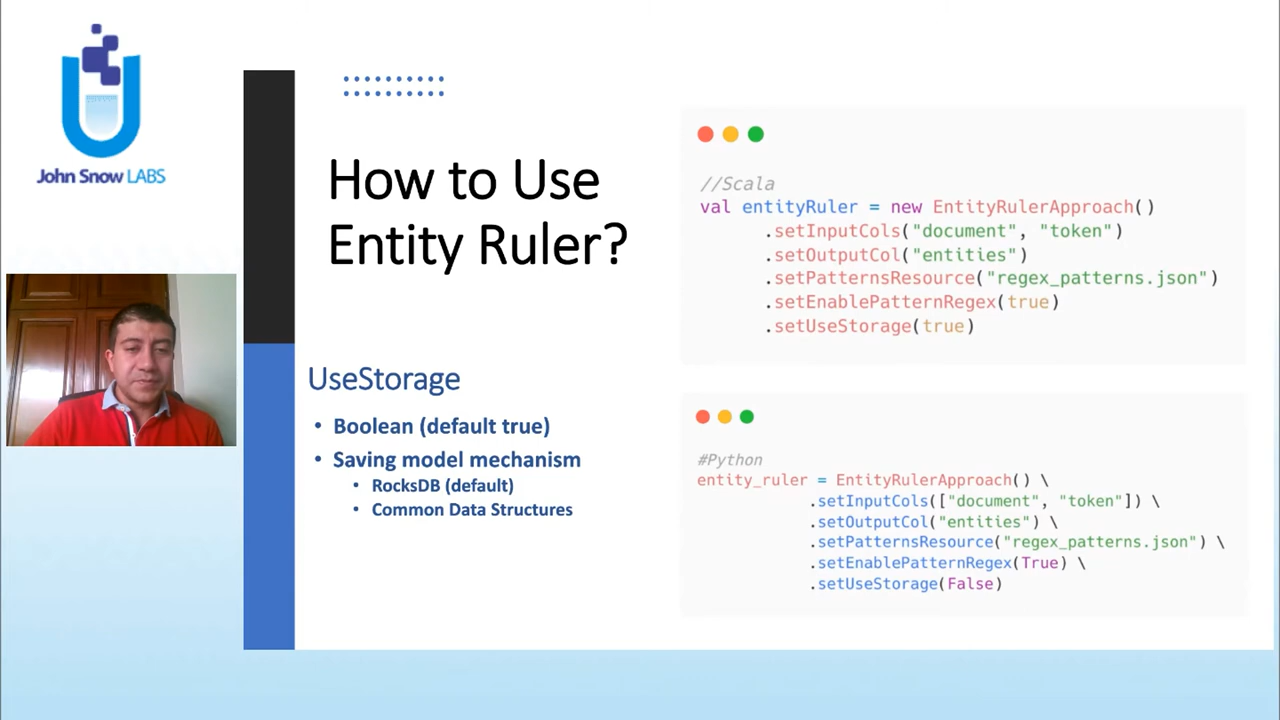 John Snow LABS
How to Use
Entity Ruler?
UseStorage
• Boolean (default true)
• Saving model mechanism
• RocksDB (default)
• Common Data Structures
//Scala
val entityRuler = new EntityRulerApproach()
.setInputCols("document", "token")
.setOutputCol("entities")
.setPatternsResource("regex_patterns.json")
.setEnablePatternRegex(true)
.setUseStorage(true)
#Python
entity_ruler = EntityRulerApproach() \
.setInputCols(["document", "token"]) \
.setOutputCol("entities") \
.setPatternsResource("regex_patterns.json") \
.setEnablePatternRegex(True) \
.setUseStorage(False)